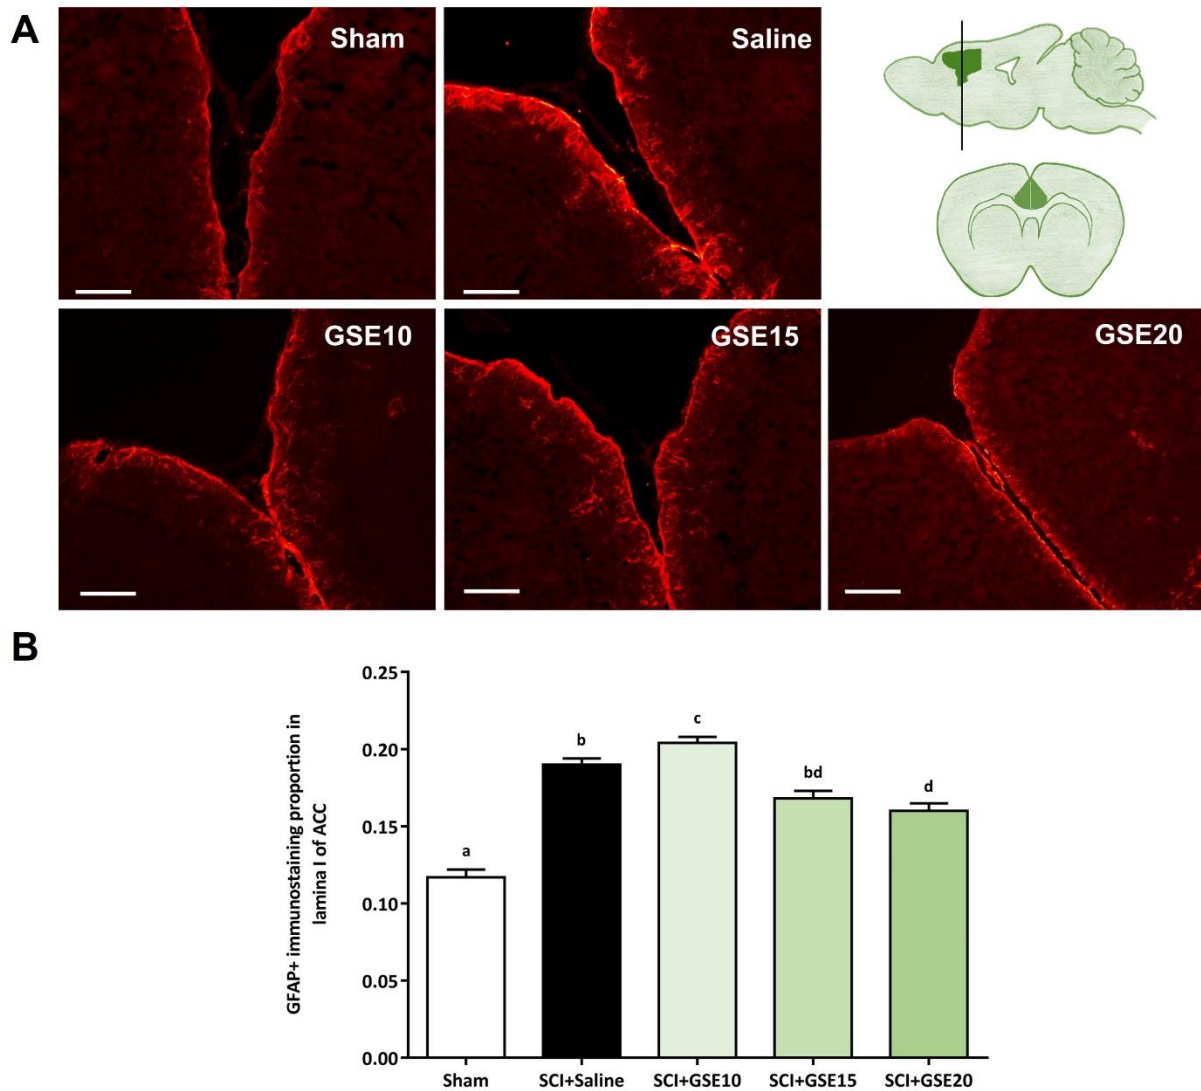 A
Sham
Saline
GSE10
GSE15
GSE20
B
GFAP+ immunostaining proportion in
lamina I of ACC
0.25
0.20
0.15
0.10
0.05
0.00
a
b
c
bd
d
Sham
SCI+Saline
SCI+GSE10
SCI+GSE15
SCI+GSE20